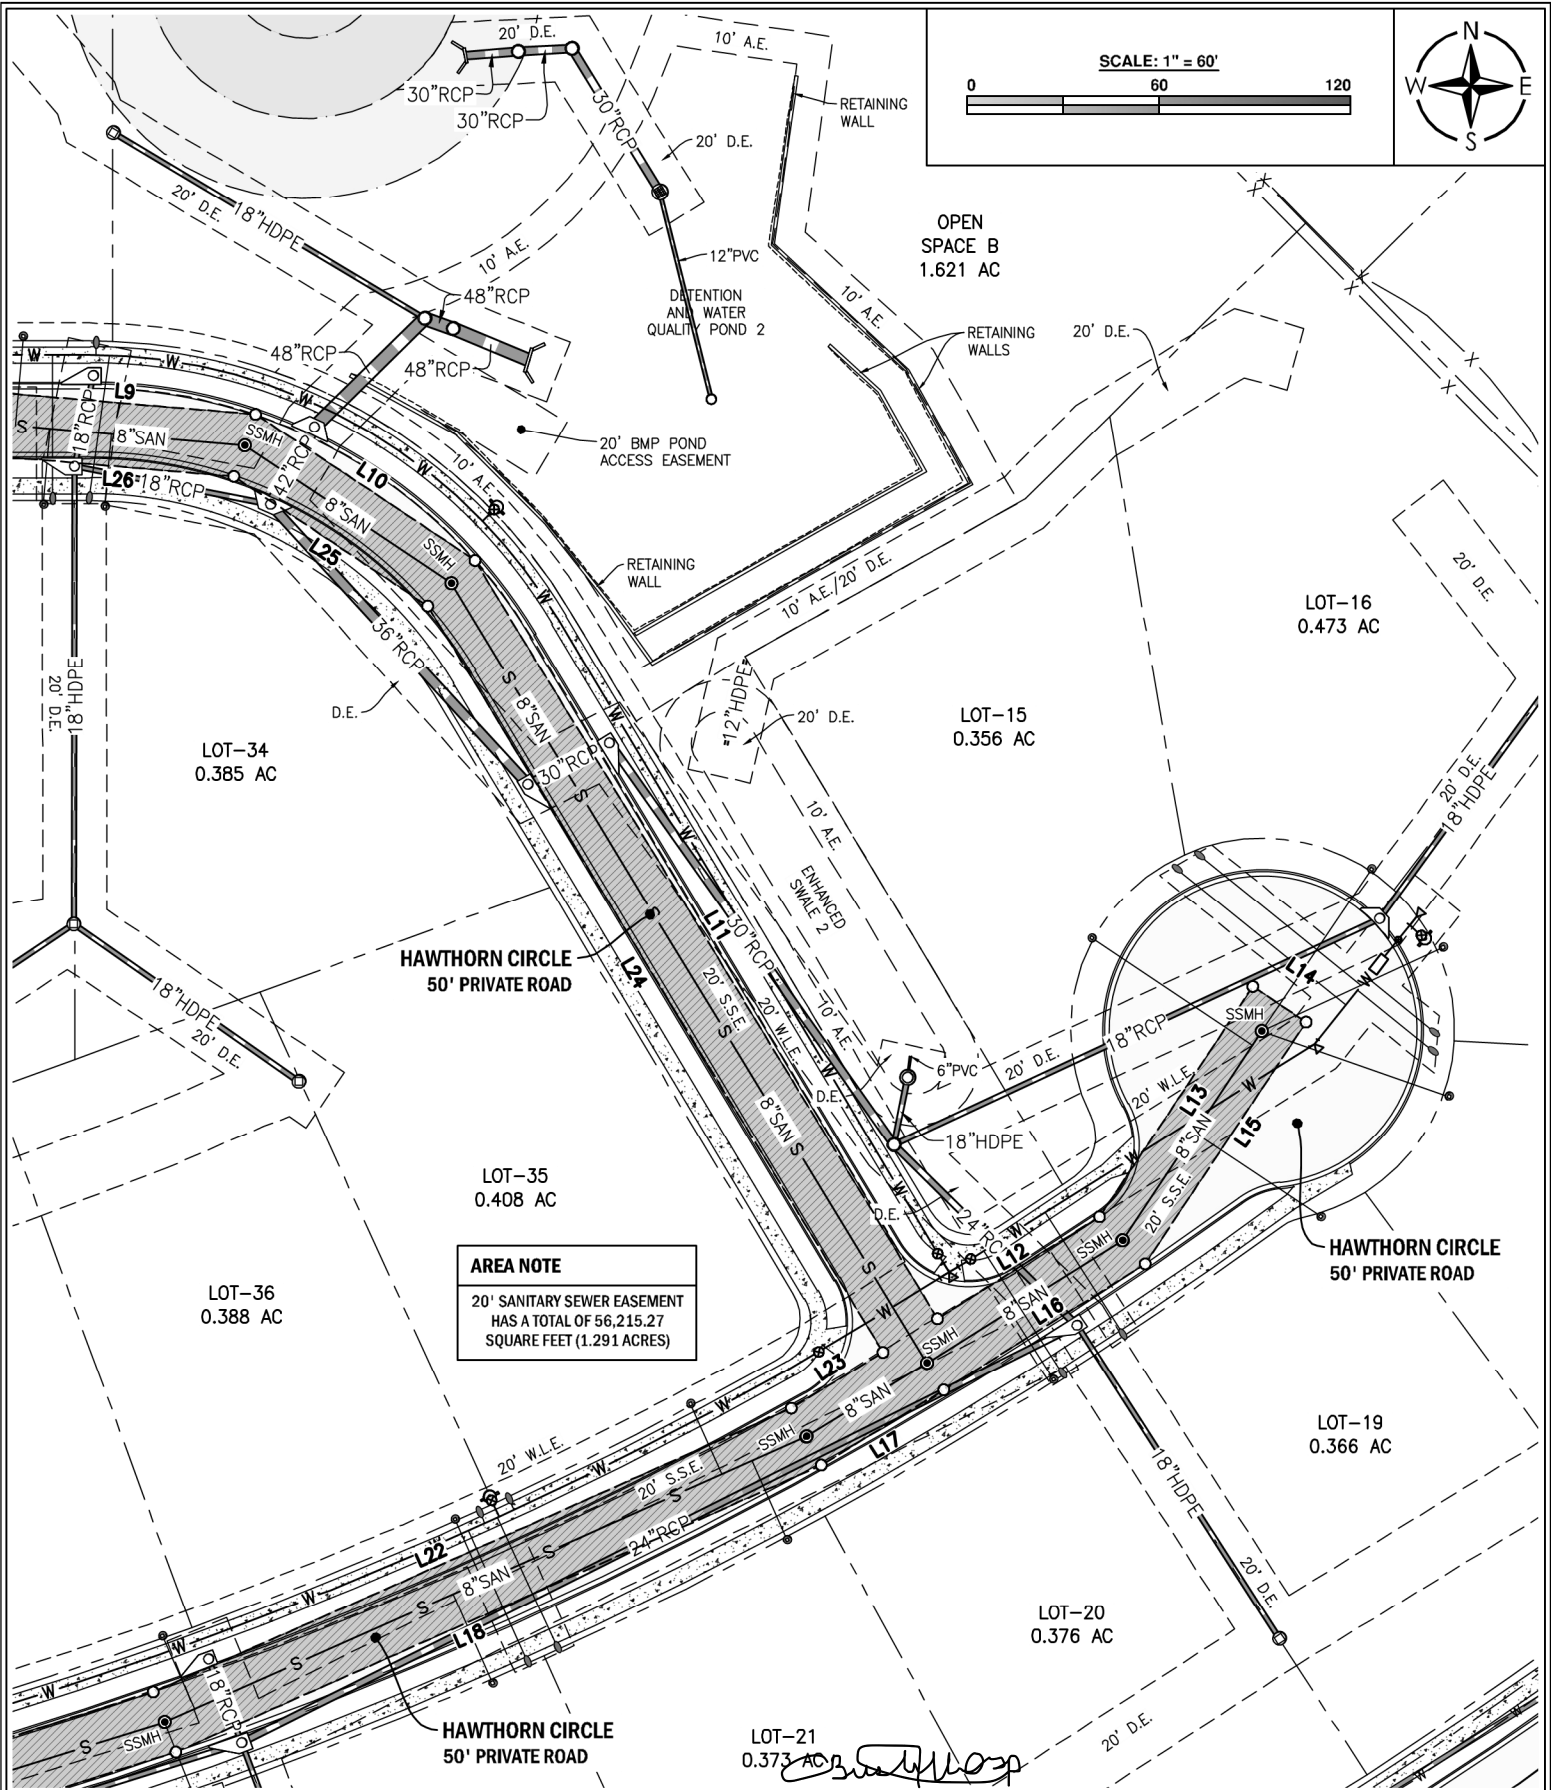 20' D.E.
10' A.E.
SCALE: 1" = 60'
0 60 120
N
W E
S
30"RCP
30"RCP
30"RCP
RETAINING
WALL
20' D.E.
20' D.E.
18"HDPE
10' A.E.
OPEN
SPACE B
1.621 AC
12"PVC
48"RCP
DETENTION
AND WATER
QUALITY POND 2
10' A.E.
RETAINING
WALLS
20' D.E.
48"RCP
48"RCP
W
W
W
L9
18"RCP
S
8"SAN
SSMH
42"RCP
L10
W
10' A.E.
20' BMP POND
ACCESS EASEMENT
L26
18"RCP
8"SAN
L25
SSMH
RETAINING
WALL
W
10' A.E./20' D.E.
20' D.E.
LOT-16
0.473 AC
36"RCP
18"HDPE
20' D.E.
D.E.
S
8"SAN
W
"12"HDPE"
20' D.E.
LOT-15
0.356 AC
LOT-34
0.385 AC
30"RCP
S
W
10' A.E.
20' D.E.
18"HDPE
ENHANCED
SWALE 2
S
L11
30"RCP
HAWTHORN CIRCLE
50' PRIVATE ROAD
L24
20' S.S.E.
20' W.L.E.
10' A.E.
L14
W
18"HDPE
20' D.E.
S
SSMH
18"RCP
20' D.E.
6"PVC
W
D.E.
20' W.L.E.
L13
W
8"SAN
L15
8"SAN
S
18"HDPE
W
W
D.E.
24"RCP
W
20' S.S.E.
LOT-35
0.408 AC
L12
SSMH
HAWTHORN CIRCLE
50' PRIVATE ROAD
AREA NOTE
20' SANITARY SEWER EASEMENT
HAS A TOTAL OF 56,215.27
SQUARE FEET (1.291 ACRES)
LOT-36
0.388 AC
S
W
8"SAN
L16
SSMH
L23
8"SAN
W
SSMH
L17
LOT-19
0.366 AC
20' W.L.E.
W
20' S.S.E.
S
18"HDPE
24"RCP
L22
S
8"SAN
20' D.E.
W
S
L18
LOT-20
0.376 AC
W
S
W
18"RCP
SSMH
S
HAWTHORN CIRCLE
50' PRIVATE ROAD
LOT-21
0.373 AC
20' D.E.
W
W